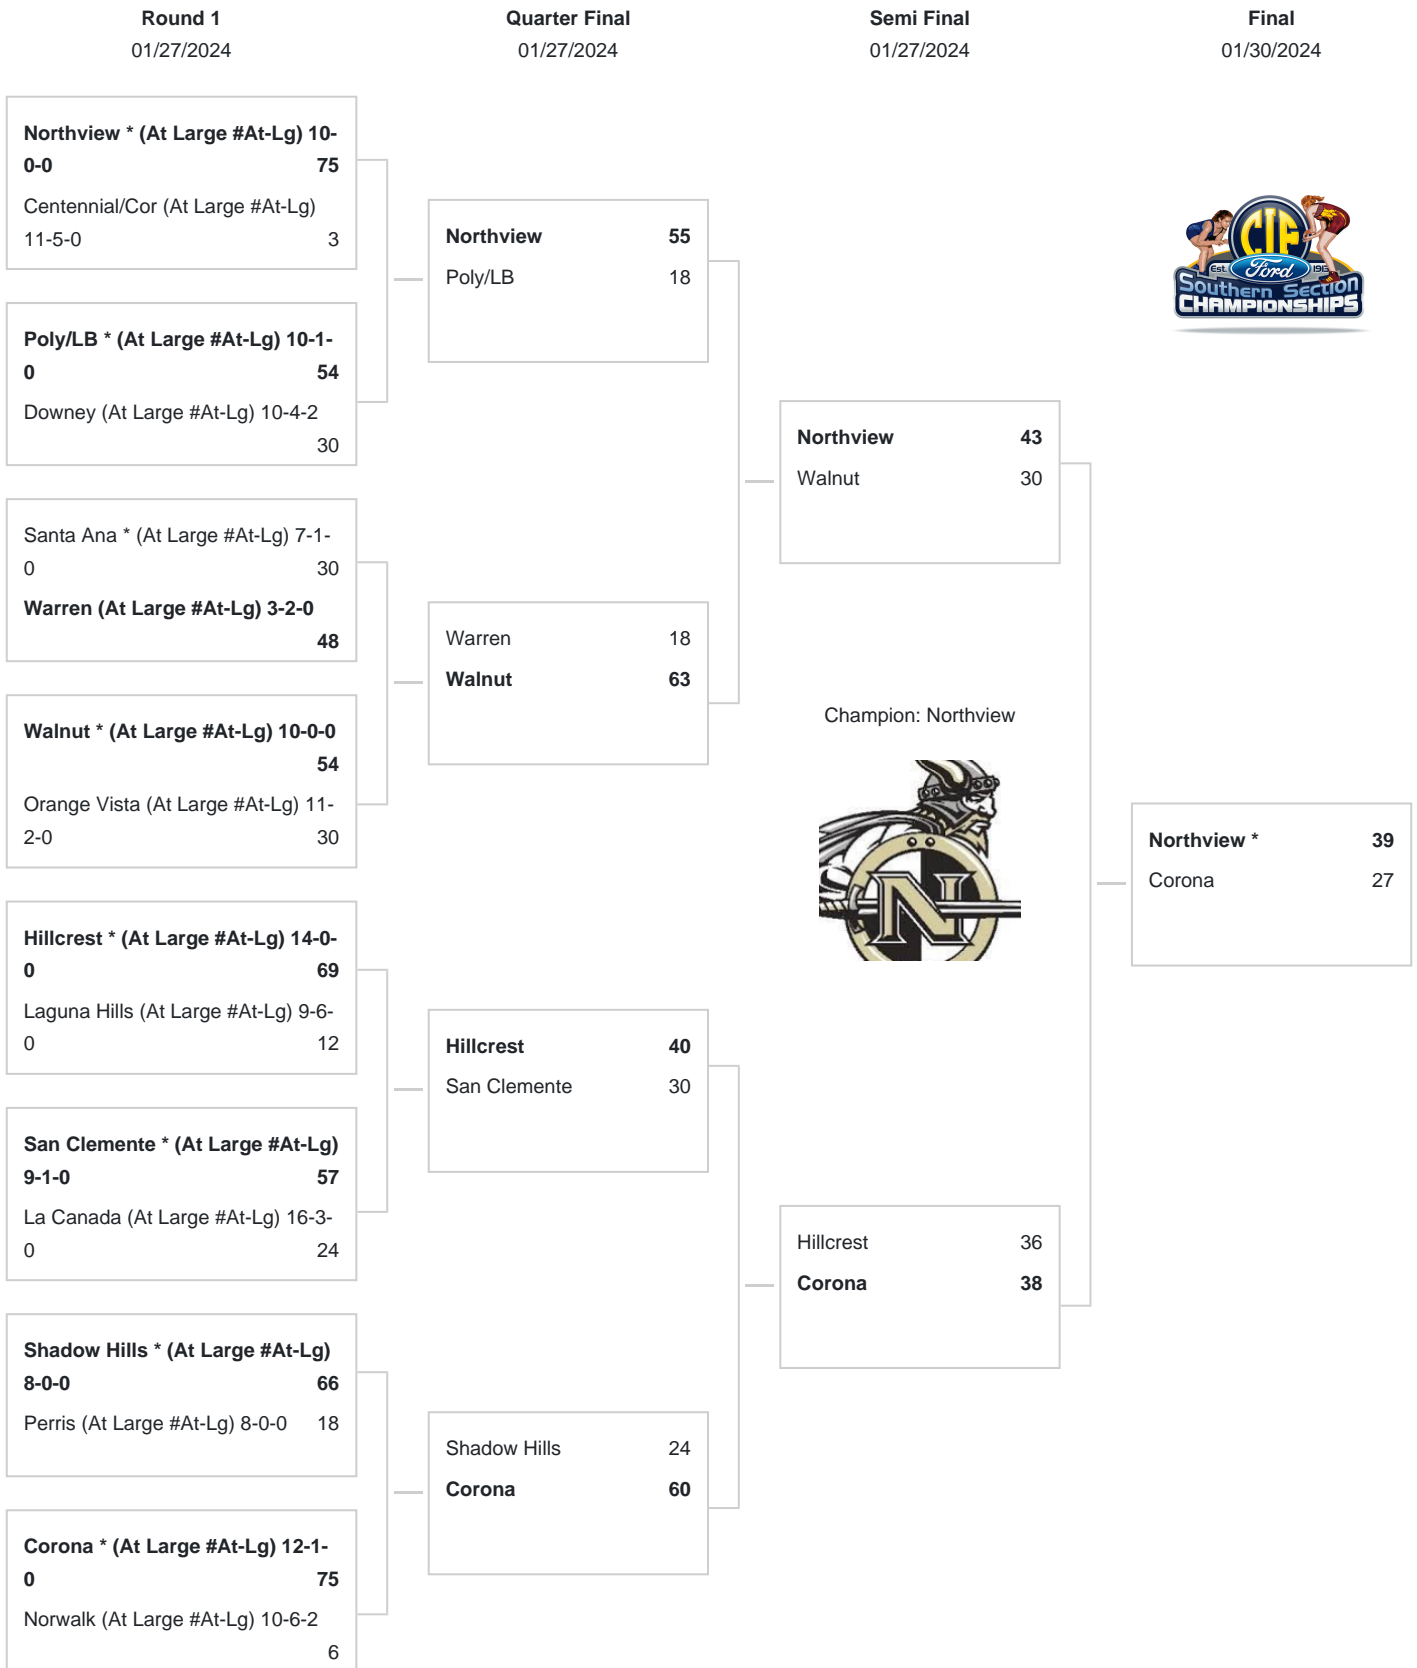 Round 1
01/27/2024
Quarter Final
01/27/2024
Semi Final
01/27/2024
Final
01/30/2024
Northview * (At Large #At-Lg) 10-
0-0 75
Centennial/Cor (At Large #At-Lg)
11-5-0 3
Poly/LB * (At Large #At-Lg) 10-1-
0 54
Downey (At Large #At-Lg) 10-4-2
30
Santa Ana * (At Large #At-Lg) 7-1-
0 30
Warren (At Large #At-Lg) 3-2-0
48
Walnut * (At Large #At-Lg) 10-0-0
54
Orange Vista (At Large #At-Lg) 11-
2-0 30
Hillcrest * (At Large #At-Lg) 14-0-
0 69
Laguna Hills (At Large #At-Lg) 9-6-
0 12
San Clemente * (At Large #At-Lg)
9-1-0 57
La Canada (At Large #At-Lg) 16-3-
0 24
Shadow Hills * (At Large #At-Lg)
8-0-0 66
Perris (At Large #At-Lg) 8-0-0 18
Corona * (At Large #At-Lg) 12-1-
0 75
Norwalk (At Large #At-Lg) 10-6-2
6
Northview 55
Poly/LB 18
Warren 18
Walnut 63
Hillcrest 40
San Clemente 30
Shadow Hills 24
Corona 60
Northview 43
Walnut 30
Champion: Northview
N
Hillcrest 36
Corona 38
CIF
Est. Ford 1913
Southern Section
CHAMPIONSHIPS
Northview * 39
Corona 27